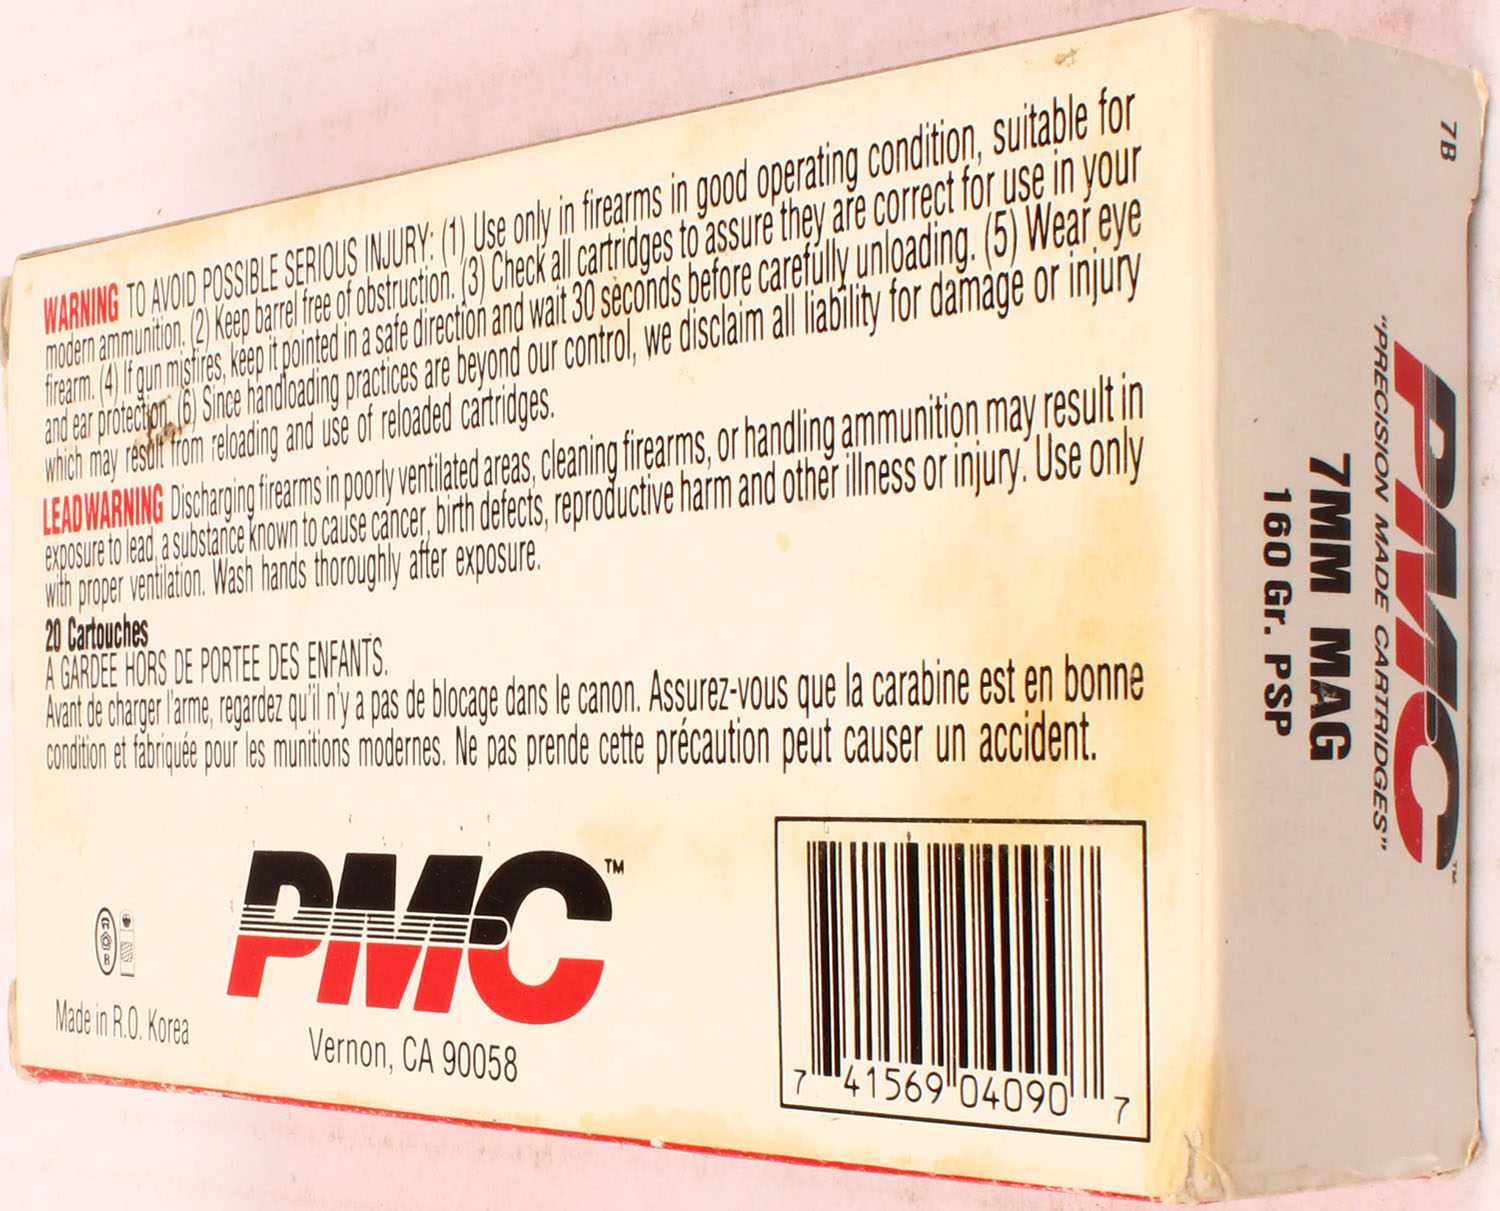 WARNING TO AVOID POSSIBLE SERIOUS INJURY: (1) Use only in firearms in good operating condition, suitable for
modern ammunition. (2) Keep barrel free of obstruction. (3) Check all cartridges to assure they are correct for use in your
firearm. (4) If gun misfires, keep it pointed in a safe direction and wait 30 seconds before carefully unloading. (5) Wear eye
and ear protection. (6) Since handloading practices are beyond our control, we disclaim all liability for damage or injury
which may result from reloading and use of reloaded cartridges.
LEAD WARNING Discharging firearms in poorly ventilated areas, cleaning firearms, or handling ammunition may result in
exposure to lead, a substance known to cause cancer, birth defects, reproductive harm and other illness or injury. Use only
with proper ventilation. Wash hands thoroughly after exposure.
20 Cartouches
A GARDEE HORS DE PORTEE DES ENFANTS.
Avant de charger l'arme, regardez qu'il n'y a pas de blocage dans le canon. Assurez-vous que la carabine est en bonne
condition et fabriquée pour les munitions modernes. Ne pas prende cette précaution peut causer un accident.
PMC™
Made in R.O. Korea
Vernon, CA 90058
7 41569 04090 7
7B
PMC™
"PRECISION MADE CARTRIDGES"
7MM MAG
160 Gr. PSP